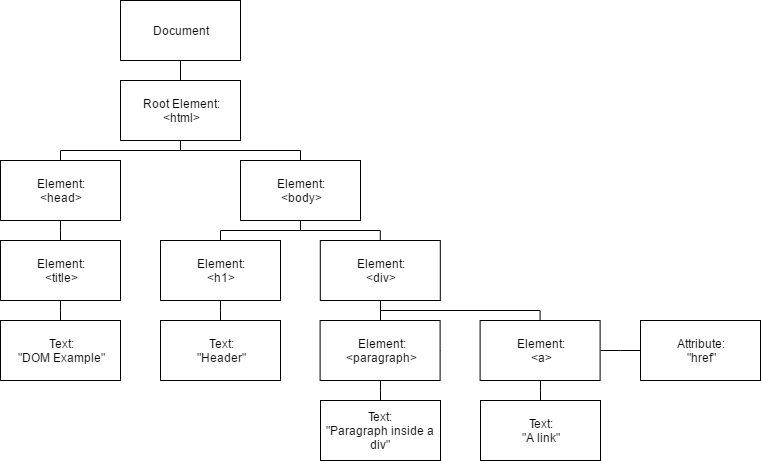 Document
Root Element:
<html>
Element:
<head>
Element:
<body>
Element:
<title>
Element:
<h1>
Element:
<div>
Text:
"DOM Example"
Text:
"Header"
Element:
<paragraph>
Element:
<a>
Attribute:
"href"
Text:
"Paragraph inside a
div"
Text:
"A link"